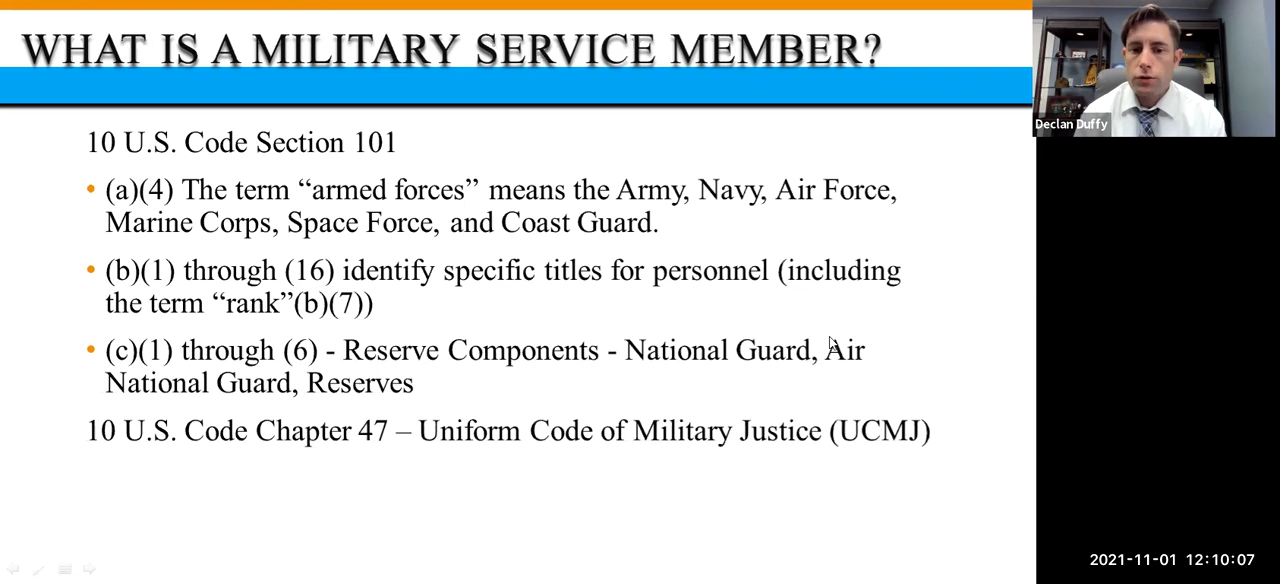 WHAT IS A MILITARY SERVICE MEMBER?
10 U.S. Code Section 101
• (a)(4) The term “armed forces” means the Army, Navy, Air Force,
Marine Corps, Space Force, and Coast Guard.
• (b)(1) through (16) identify specific titles for personnel (including
the term “rank”(b)(7))
• (c)(1) through (6) - Reserve Components - National Guard, Air
National Guard, Reserves
10 U.S. Code Chapter 47 – Uniform Code of Military Justice (UCMJ)
Declan Duffy
2021-11-01 12:10:07